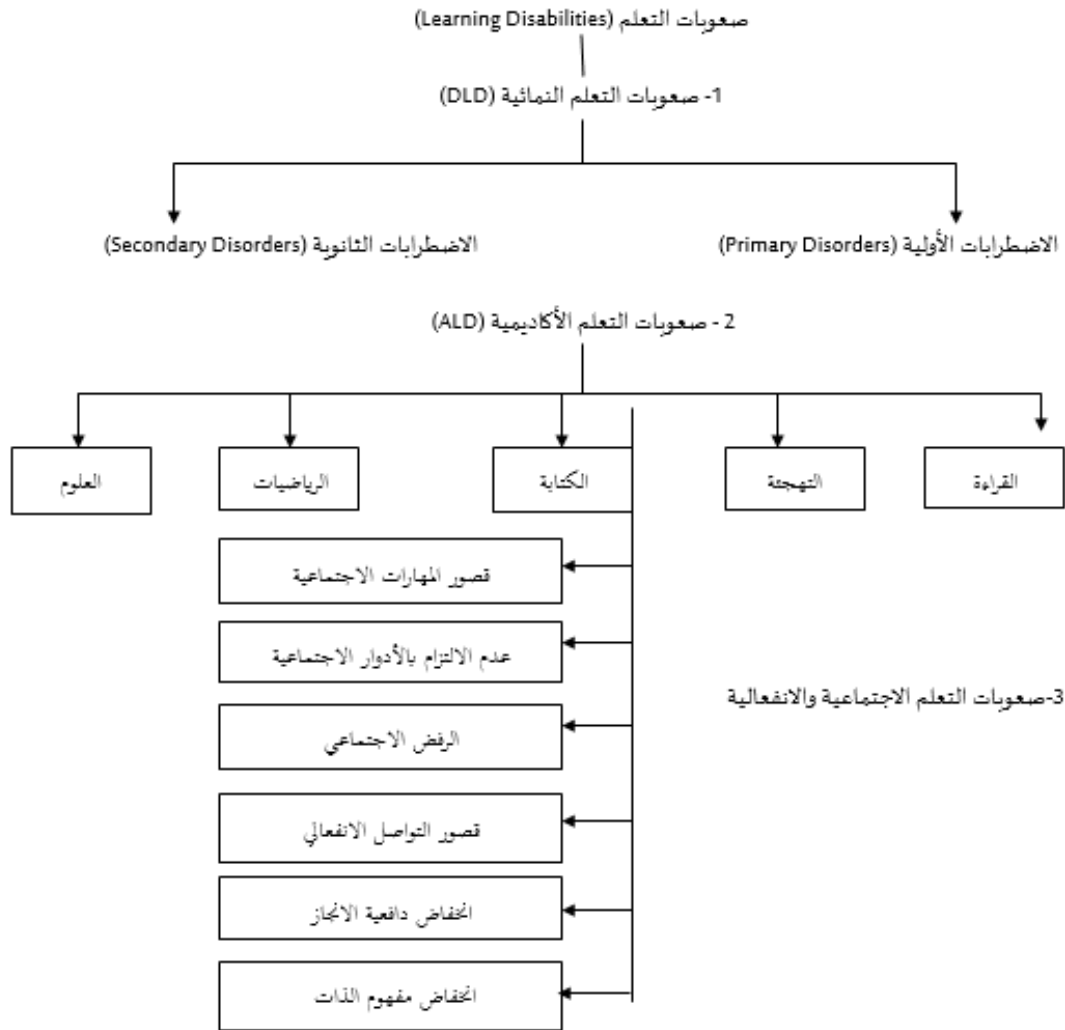 صعوبات التعلم (Learning Disabilities)
1- صعوبات التعلم النمائية (DLD)
الاضطرابات الأولية (Primary Disorders)
الاضطرابات الثانوية (Secondary Disorders)
2 - صعوبات التعلم الأكاديمية (ALD)
القراءة
التهجئة
الكتابة
الرياضيات
العلوم
3-صعوبات التعلم الاجتماعية والانفعالية
قصور المهارات الاجتماعية
عدم الالتزام بالأدوار الاجتماعية
الرفض الاجتماعي
قصور التواصل الانفعالي
انخفاض دافعية الانجاز
انخفاض مفهوم الذات